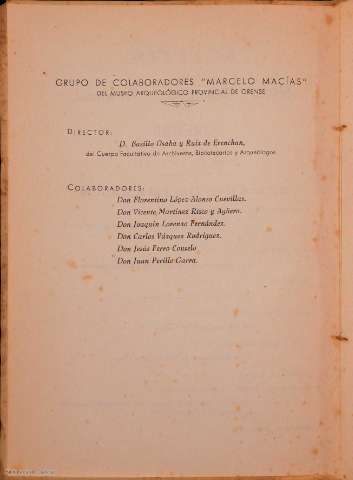 GRUPO DE COLABORADORES "MARCELO MACÍAS"
DEL MUSEO ARQUEOLÓGICO PROVINCIAL DE ORENSE
DIRECTOR:
D. Basilio Osaba y Ruiz de Erenchun,
del Cuerpo Facultativo de Archiveros, Bibliotecarios y Arqueólogos.
COLABORADORES:
Don Florentino López Alonso Cuevillas.
Don Vicente Martínez Risco y Agüero.
Don Joaquín Lorenzo Fernández.
Don Carlos Vázquez Rodríguez.
Don Jesús Ferro Couselo.
Don Juan Perille Garra.